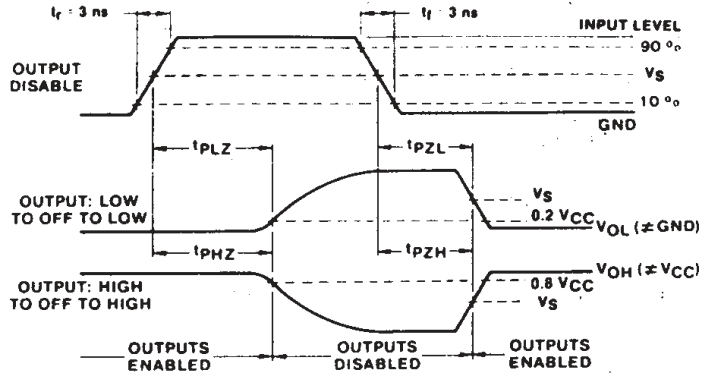 tr = 3 ns
tf = 3 ns
INPUT LEVEL
90 %
OUTPUT
DISABLE
VS
10 %
GND
tPLZ
tPZL
OUTPUT: LOW
TO OFF TO LOW
VS
0.2 VCC
VOL (≠ GND)
tPHZ
tPZH
OUTPUT: HIGH
TO OFF TO HIGH
VOH (≠ VCC)
0.8 VCC
VS
OUTPUTS
ENABLED
OUTPUTS
DISABLED
OUTPUTS
ENABLED